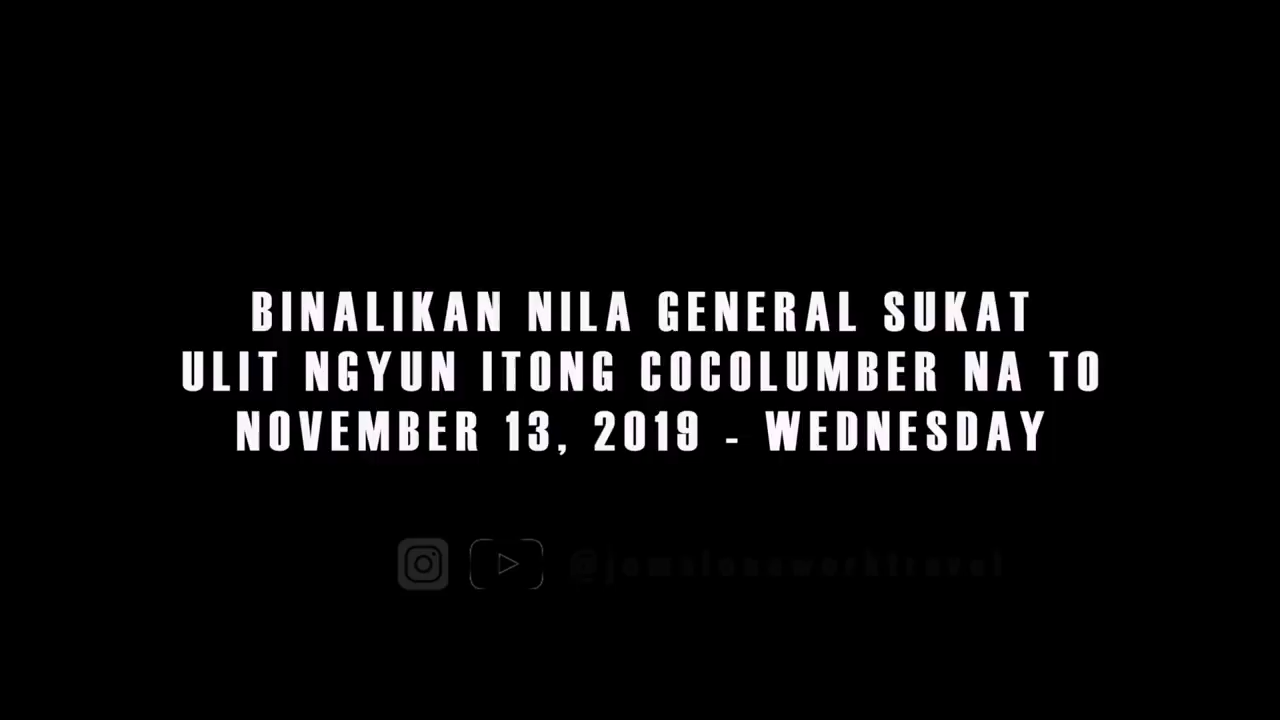 BINALIKAN NILA GENERAL SUKAT
ULIT NGYUN ITONG COCOLUMBER NA TO
NOVEMBER 13, 2019 - WEDNESDAY